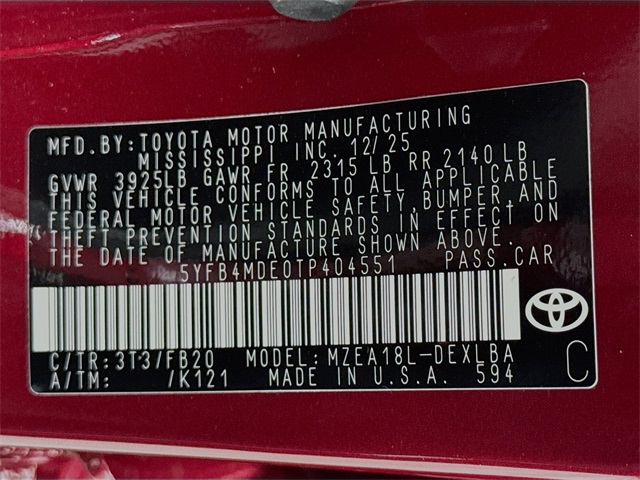 MFD.BY:TOYOTA MOTOR MANUFACTURING
MISSISSIPPI INC. 12/25
GVWR 3925LB GAWR FR 2315 LB RR 2140 LB
THIS VEHICLE CONFORMS TO ALL APPLICABLE
FEDERAL MOTOR VEHICLE SAFETY,BUMPER,AND
THEFT PREVENTION STANDARDS IN EFFECT ON
THE DATE OF MANUFACTURE SHOWN ABOVE.
5YFB4MDE0TP404551 PASS.CAR
C/TR:3T3/FB20 MODEL:MZEA18L-DEXLBA
A/TM: /K121 MADE IN U.S.A. 594
C